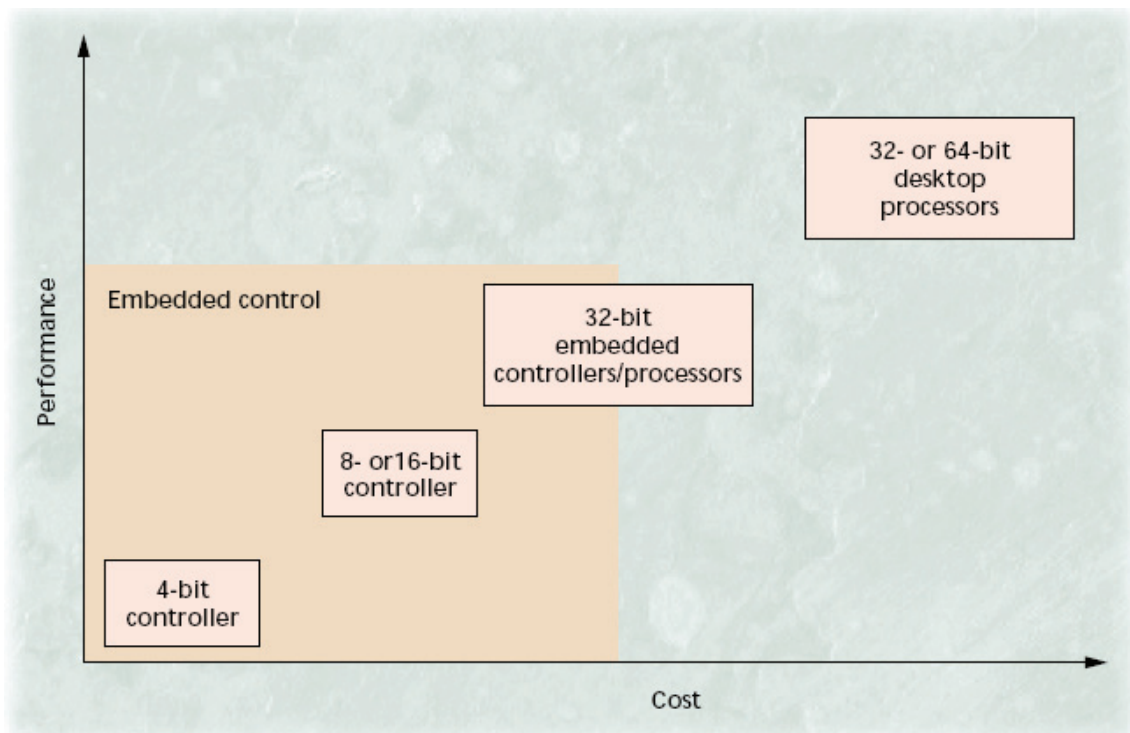 Performance
32- or 64-bit
desktop
processors
Embedded control
32-bit
embedded
controllers/processors
8- or16-bit
controller
4-bit
controller
Cost